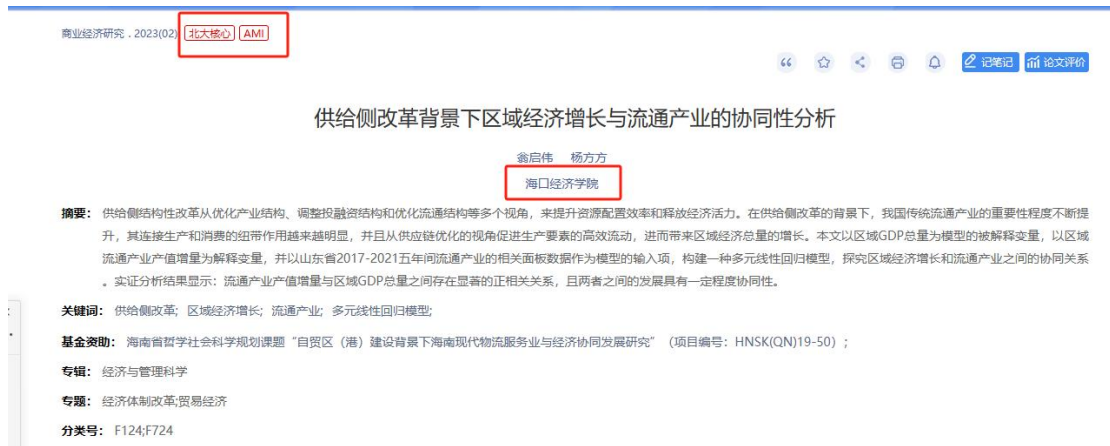 商业经济研究 . 2023(02) 北大核心 AMI
记笔记 论文评价
供给侧改革背景下区域经济增长与流通产业的协同性分析
翁启伟 杨方方
海口经济学院
摘要： 供给侧结构性改革从优化产业结构、调整投融资结构和优化流通结构等多个视角，来提升资源配置效率和释放经济活力。在供给侧改革的背景下，我国传统流通产业的重要性程度不断提
升，其连接生产和消费的纽带作用越来越明显，并且从供应链优化的视角促进生产要素的高效流动，进而带来区域经济总量的增长。本文以区域GDP总量为模型的被解释变量，以区域
流通产业产值增量为解释变量，并以山东省2017-2021五年间流通产业的相关面板数据作为模型的输入项，构建一种多元线性回归模型，探究区域经济增长和流通产业之间的协同关系
。实证分析结果显示：流通产业产值增量与区域GDP总量之间存在显著的正相关关系，且两者之间的发展具有一定程度协同性。
关键词： 供给侧改革; 区域经济增长; 流通产业; 多元线性回归模型;
基金资助： 海南省哲学社会科学规划课题“自贸区（港）建设背景下海南现代物流服务业与经济协同发展研究”（项目编号：HNSK(QN)19-50）;
专辑： 经济与管理科学
专题： 经济体制改革;贸易经济
分类号： F124;F724